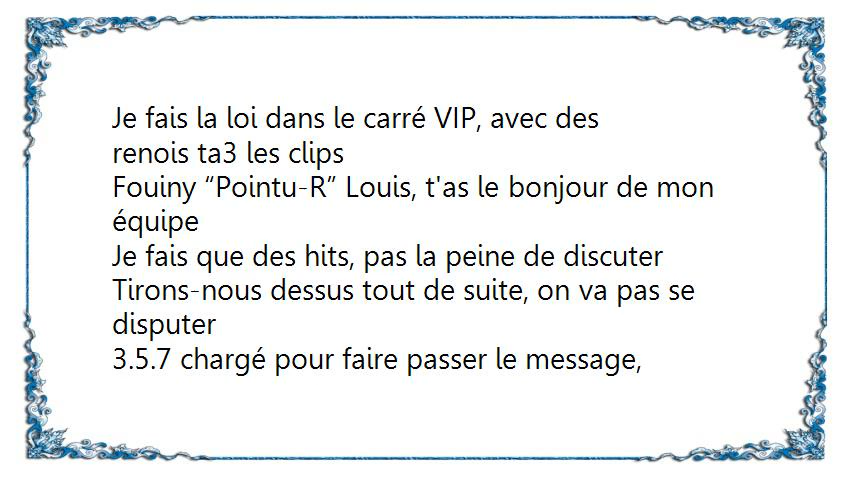 Je fais la loi dans le carré VIP, avec des
renois ta3 les clips
Fouiny “Pointu-R” Louis, t'as le bonjour de mon
équipe
Je fais que des hits, pas la peine de discuter
Tirons-nous dessus tout de suite, on va pas se
disputer
3.5.7 chargé pour faire passer le message,